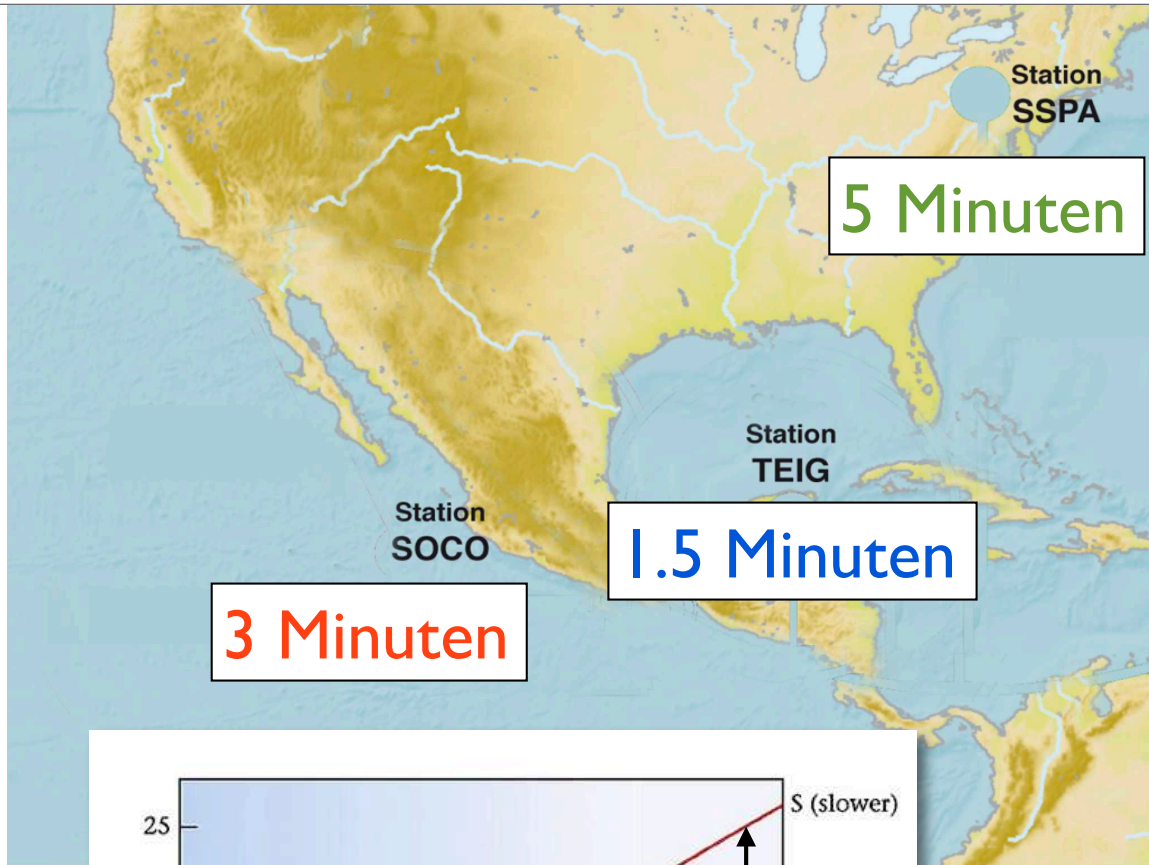 Station
SSPA
5 Minuten
Station
TEIG
Station
SOCO
1.5 Minuten
3 Minuten
S (slower)
25